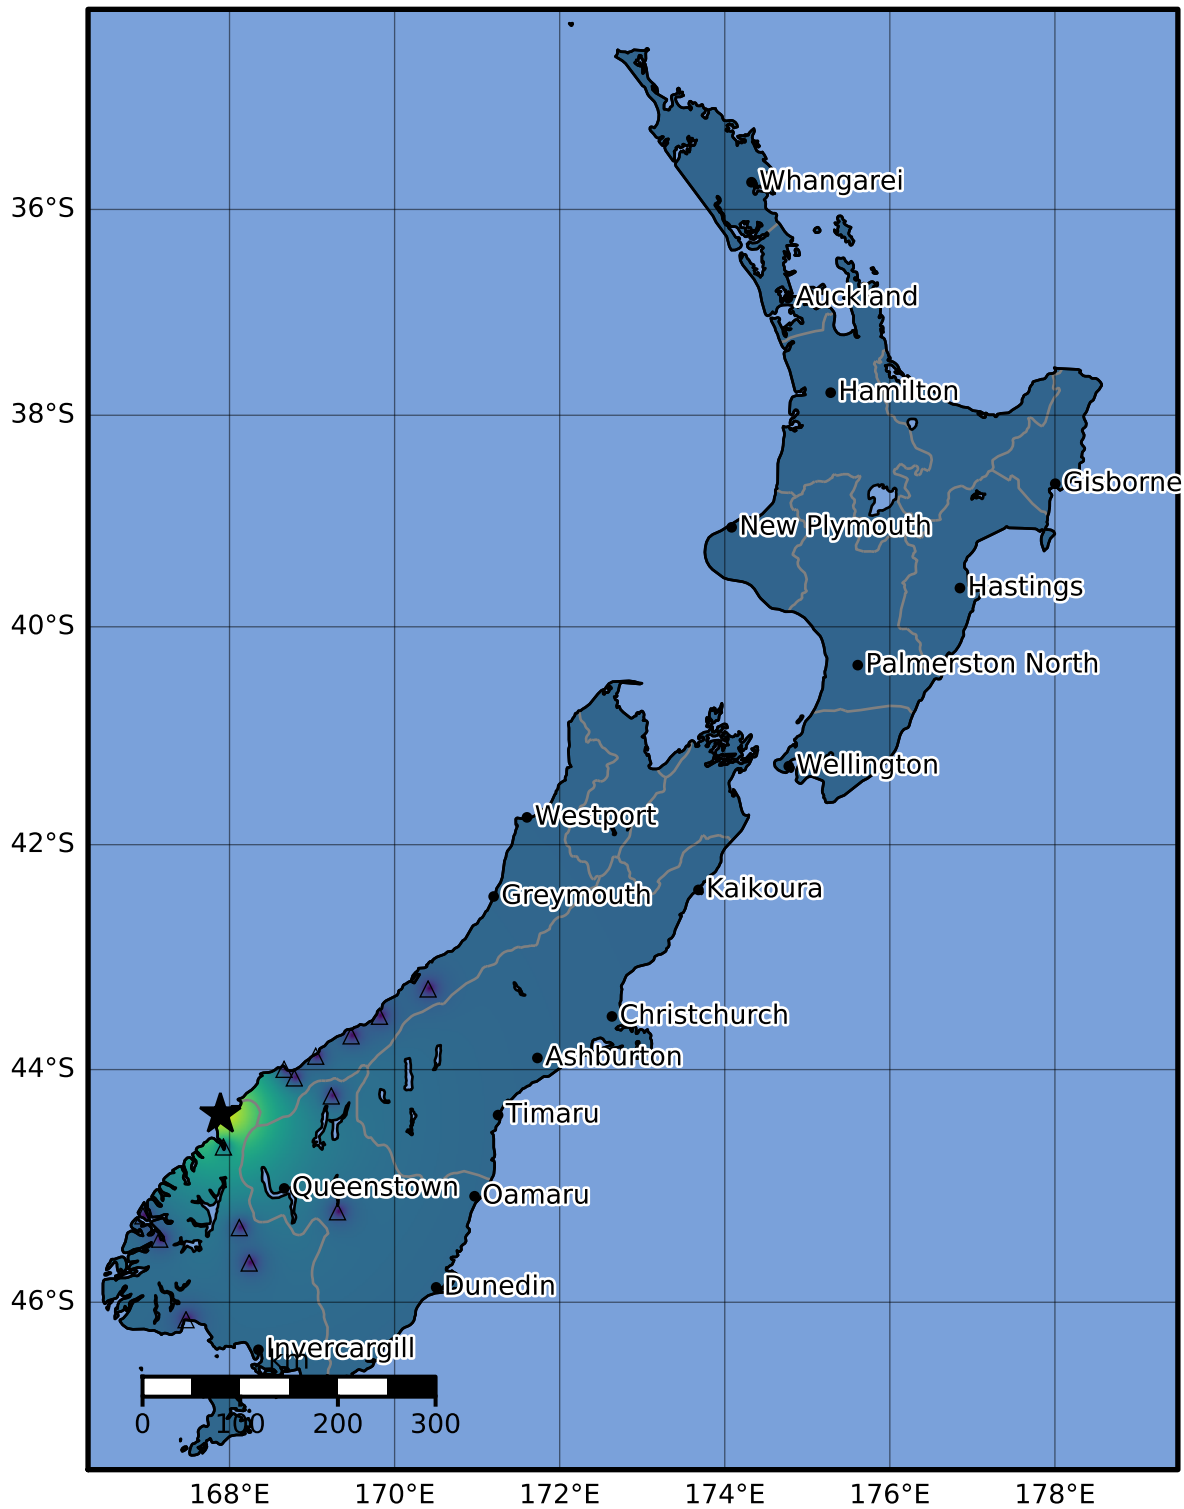 Whangarei
36°S
Auckland
Hamilton
38°S
Gisborne
New Plymouth
Hastings
40°S
Palmerston North
Wellington
Westport
42°S
Kaikoura
Greymouth
Christchurch
Ashburton
44°S
Timaru
Queenstown
Oamaru
Dunedin
46°S
Invercargill
km
0 100 200 300
168°E 170°E 172°E 174°E 176°E 178°E